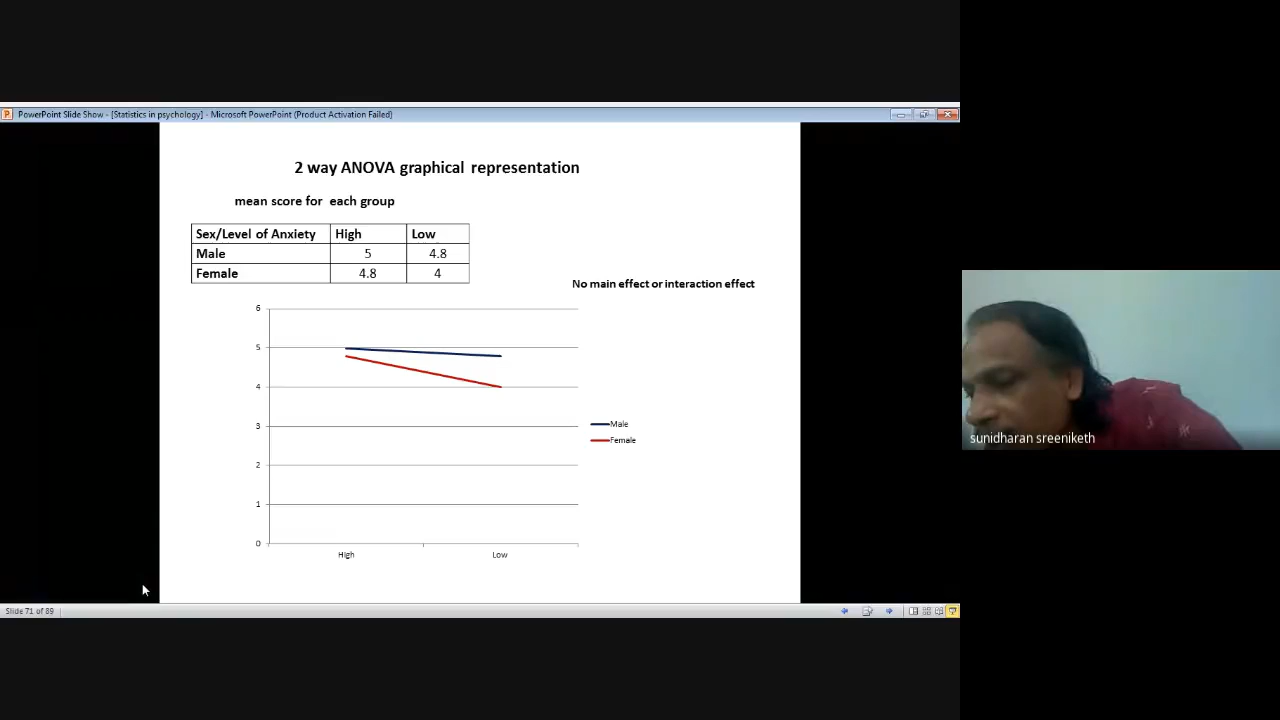 PowerPoint Slide Show - [Statistics in psychology] - Microsoft PowerPoint (Product Activation Failed)
2 way ANOVA graphical representation
mean score for each group
Sex/Level of Anxiety High Low
Male 5 4.8
Female 4.8 4
No main effect or interaction effect
6
5
4
3
2
1
0
High Low
Male
Female
sunidharan sreeniketh
Slide 71 of 89